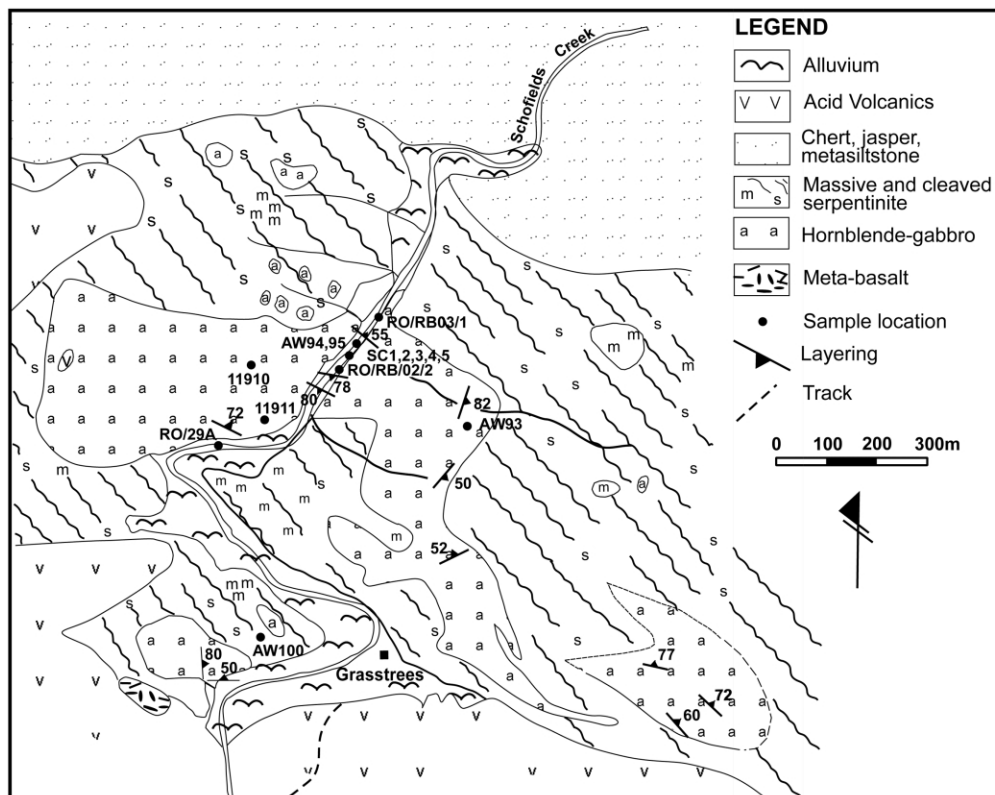 LEGEND
Alluvium
v v
Acid Volcanics
Chert, jasper,
metasiltstone
m s
Massive and cleaved
serpentinite
a a
Hornblende-gabbro
Meta-basalt
Sample location
Layering
Track
0 100 200 300m
Schofields
Creek
RO/RB03/1
55
AW94,95
SC1,2,3,4,5
RO/RB/02/2
78
80
11910
11911
72
RO/29A
82
AW93
50
52
AW100
80
50
Grasstrees
77
72
60